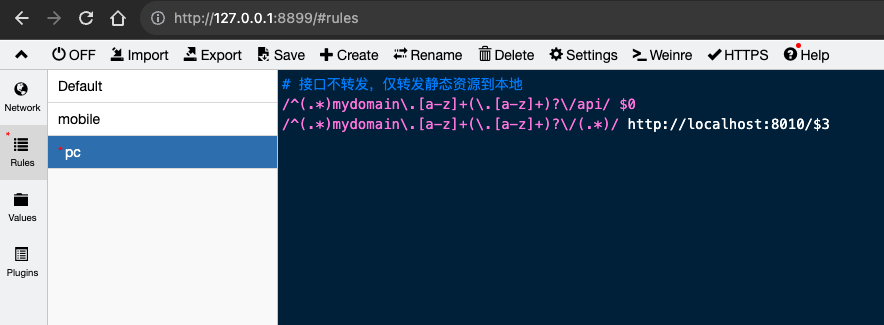 http://127.0.0.1:8899/#rules
OFF Import Export Save Create Rename Delete Settings Weinre HTTPS Help
Network
Rules
Values
Plugins
Default
mobile
pc
# 接口不转发，仅转发静态资源到本地
/^(.*)mydomain\.[a-z]+(\.[a-z]+)?\/api/ $0
/^(.*)mydomain\.[a-z]+(\.[a-z]+)?\/(.*)/ http://localhost:8010/$3